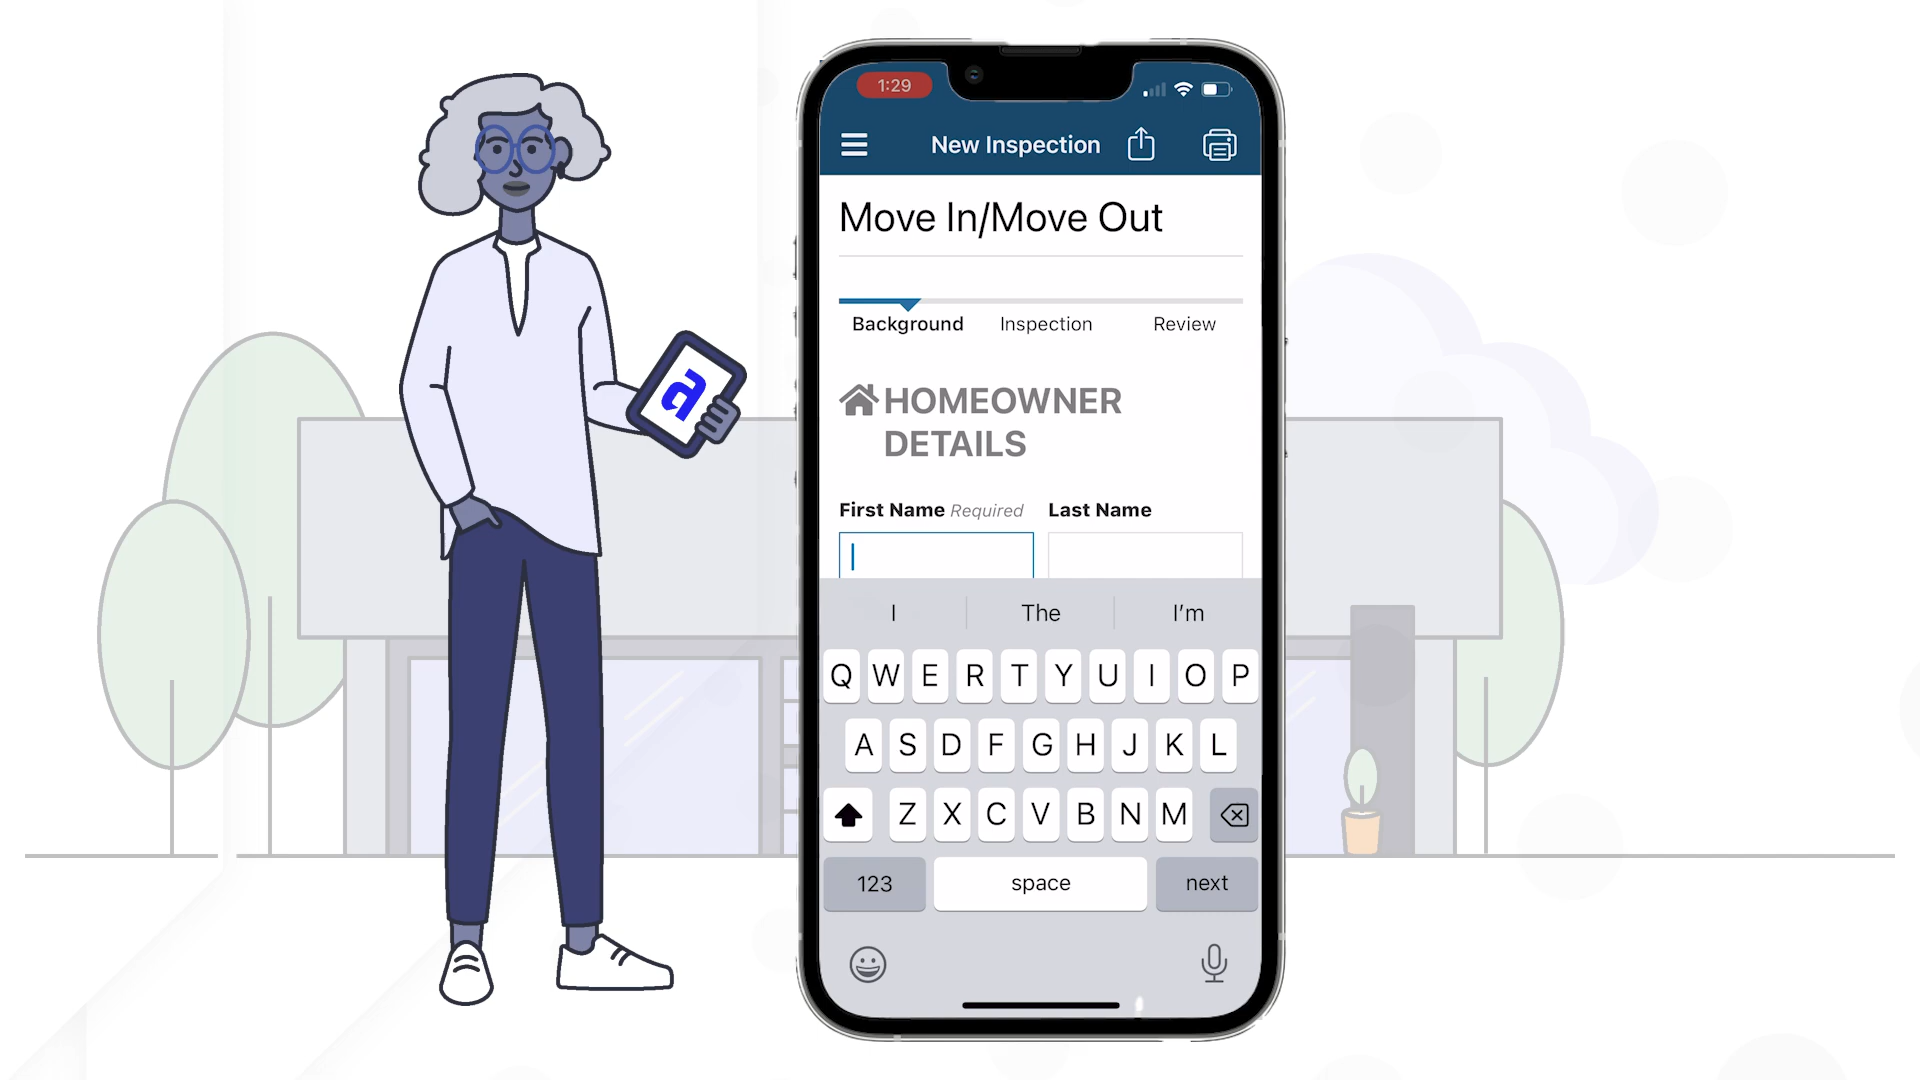 1:29
New Inspection
Move In/Move Out
Background Inspection Review
HOMEOWNER
DETAILS
First Name Required Last Name
I The I'm
Q W E R T Y U I O P
A S D F G H J K L
Z X C V B N M
123 space next
a